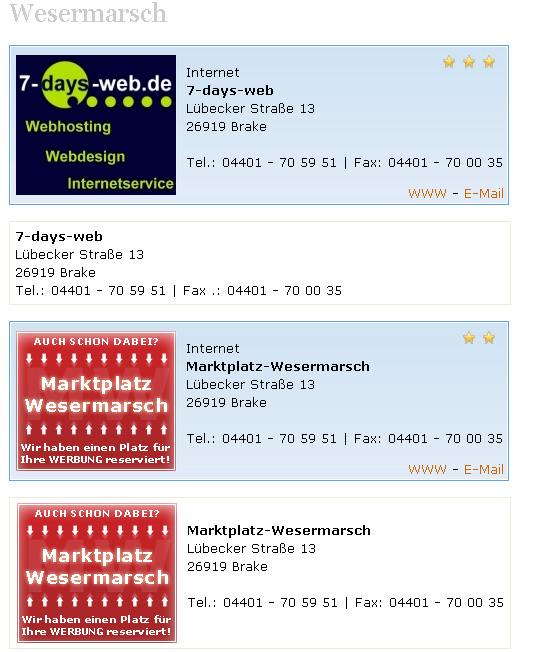 Wesermarsch
7-days-web.de
Webhosting
Webdesign
Internetservice
Internet
7-days-web
Lübecker Straße 13
26919 Brake
Tel.: 04401 - 70 59 51 | Fax: 04401 - 70 00 35
WWW - E-Mail
7-days-web
Lübecker Straße 13
26919 Brake
Tel.: 04401 - 70 59 51 | Fax .: 04401 - 70 00 35
AUCH SCHON DABEI?
Marktplatz
Wesermarsch
Wir haben einen Platz für
Ihre WERBUNG reserviert!
Internet
Marktplatz-Wesermarsch
Lübecker Straße 13
26919 Brake
Tel.: 04401 - 70 59 51 | Fax: 04401 - 70 00 35
WWW - E-Mail
AUCH SCHON DABEI?
Marktplatz
Wesermarsch
Wir haben einen Platz für
Ihre WERBUNG reserviert!
Marktplatz-Wesermarsch
Lübecker Straße 13
26919 Brake
Tel.: 04401 - 70 59 51 | Fax: 04401 - 70 00 35